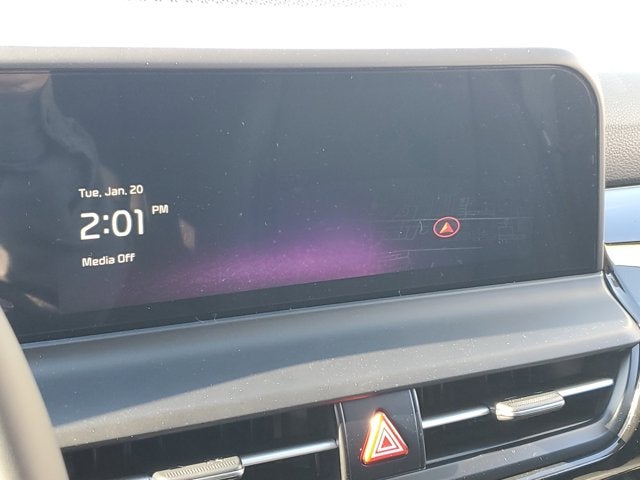 Tue, Jan. 20
2:01 PM
Media Off